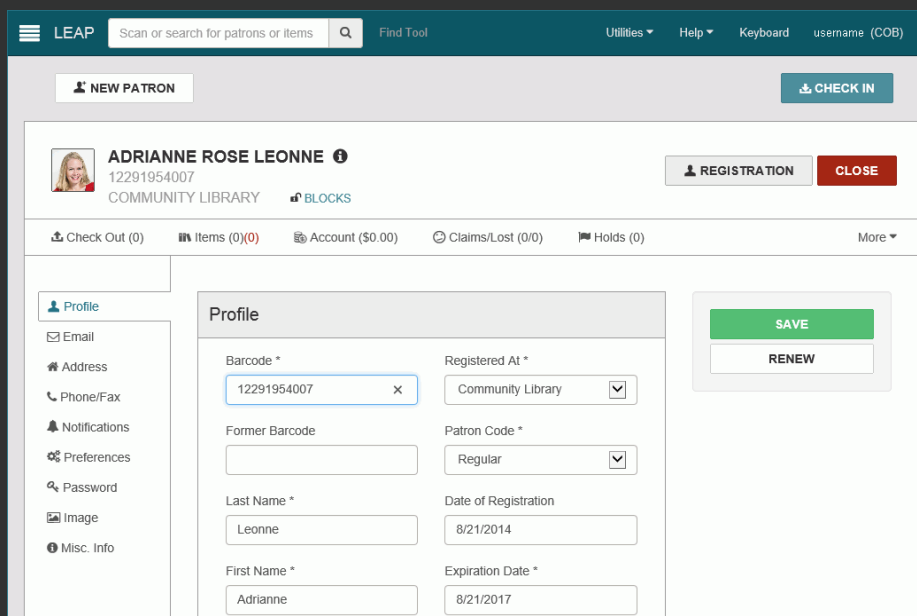 LEAP Scan or search for patrons or items Find Tool Utilities Help Keyboard username (COB)
NEW PATRON CHECK IN
ADRIANNE ROSE LEONNE
12291954007
COMMUNITY LIBRARY BLOCKS
REGISTRATION CLOSE
Check Out (0) Items (0)(0) Account ($0.00) Claims/Lost (0/0) Holds (0) More
Profile
Email
Address
Phone/Fax
Notifications
Preferences
Password
Image
Misc. Info
Profile
Barcode * Registered At *
12291954007 Community Library
Former Barcode Patron Code *
Regular
Last Name * Date of Registration
Leonne 8/21/2014
First Name * Expiration Date *
Adrianne 8/21/2017
SAVE
RENEW